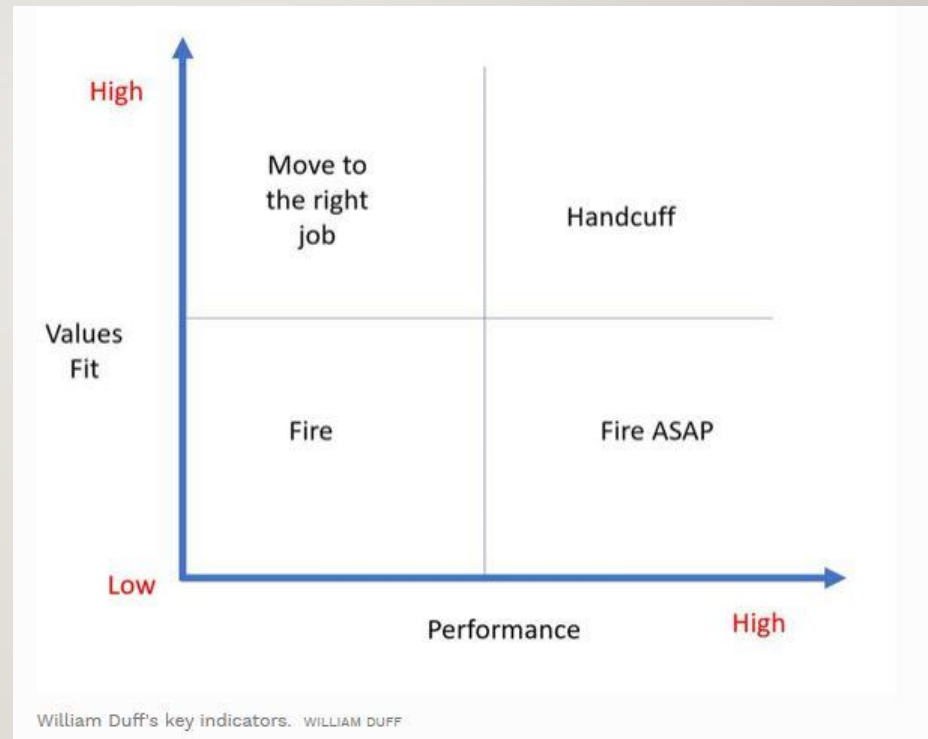 High
Move to
the right
job
Handcuff
Values
Fit
Fire
Fire ASAP
Low
Performance
High
William Duff's key indicators. WILLIAM DUFF